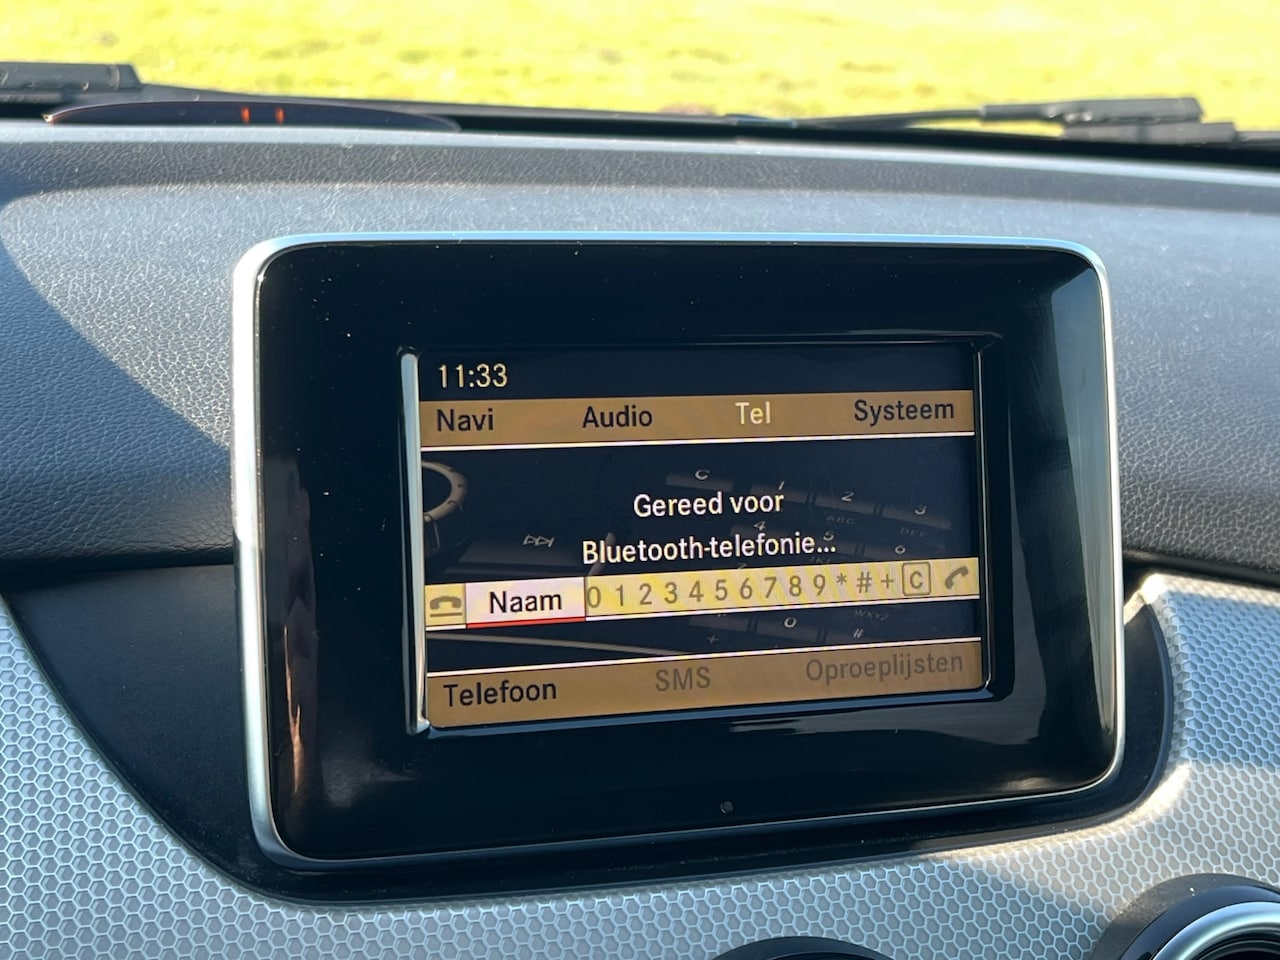 11:33
Navi Audio Tel Systeem
Gereed voor
Bluetooth-telefonie...
Naam 0 1 2 3 4 5 6 7 8 9 * # + C
Telefoon SMS Oproeplijsten